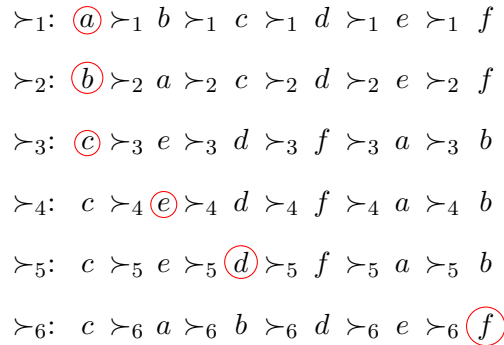 ≻₁: a ≻₁ b ≻₁ c ≻₁ d ≻₁ e ≻₁ f
≻₂: b ≻₂ a ≻₂ c ≻₂ d ≻₂ e ≻₂ f
≻₃: c ≻₃ e ≻₃ d ≻₃ f ≻₃ a ≻₃ b
≻₄: c ≻₄ e ≻₄ d ≻₄ f ≻₄ a ≻₄ b
≻₅: c ≻₅ e ≻₅ d ≻₅ f ≻₅ a ≻₅ b
≻₆: c ≻₆ a ≻₆ b ≻₆ d ≻₆ e ≻₆ f